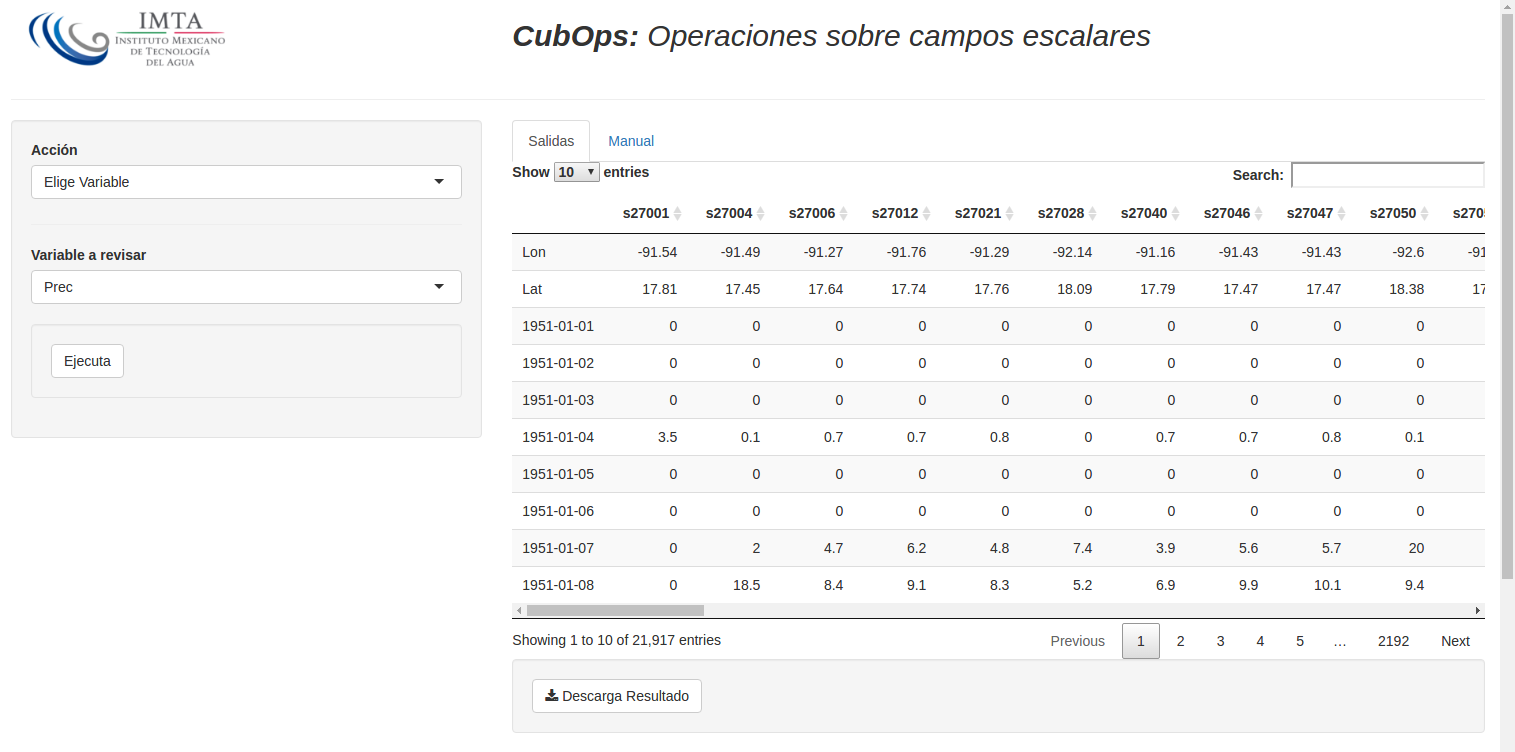 IMTA
INSTITUTO MEXICANO
DE TECNOLOGÍA
DEL AGUA
CubOps: Operaciones sobre campos escalares
Acción
Elige Variable
Variable a revisar
Prec
Ejecuta
Salidas Manual
Show 10 entries Search:
s27001 s27004 s27006 s27012 s27021 s27028 s27040 s27046 s27047 s27050
Lon -91.54 -91.49 -91.27 -91.76 -91.29 -92.14 -91.16 -91.43 -91.43 -92.6
Lat 17.81 17.45 17.64 17.74 17.76 18.09 17.79 17.47 17.47 18.38
1951-01-01 0 0 0 0 0 0 0 0 0 0
1951-01-02 0 0 0 0 0 0 0 0 0 0
1951-01-03 0 0 0 0 0 0 0 0 0 0
1951-01-04 3.5 0.1 0.7 0.7 0.8 0 0.7 0.7 0.8 0.1
1951-01-05 0 0 0 0 0 0 0 0 0 0
1951-01-06 0 0 0 0 0 0 0 0 0 0
1951-01-07 0 2 4.7 6.2 4.8 7.4 3.9 5.6 5.7 20
1951-01-08 0 18.5 8.4 9.1 8.3 5.2 6.9 9.9 10.1 9.4
Showing 1 to 10 of 21,917 entries Previous 1 2 3 4 5 … 2192 Next
Descarga Resultado